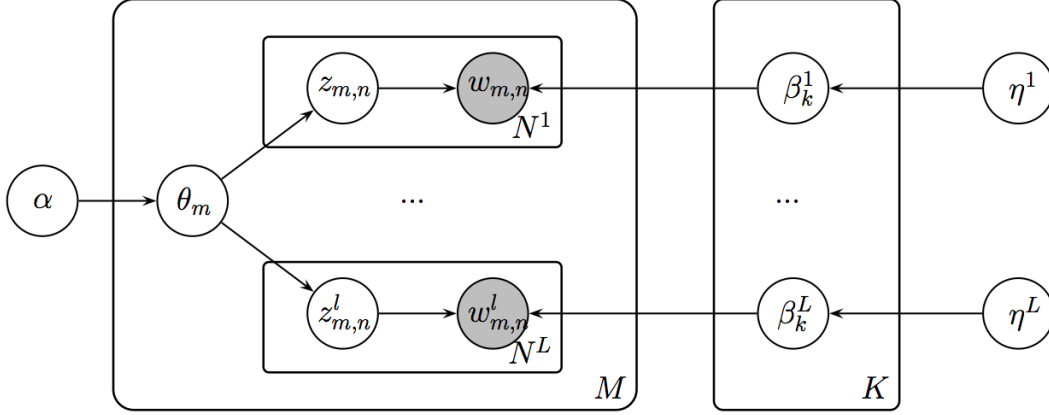 z_{m,n} w_{m,n} β_k^1 η^1
N^1
α θ_m ... ...
z_{m,n}^l w_{m,n}^l β_k^L η^L
N^L
M K